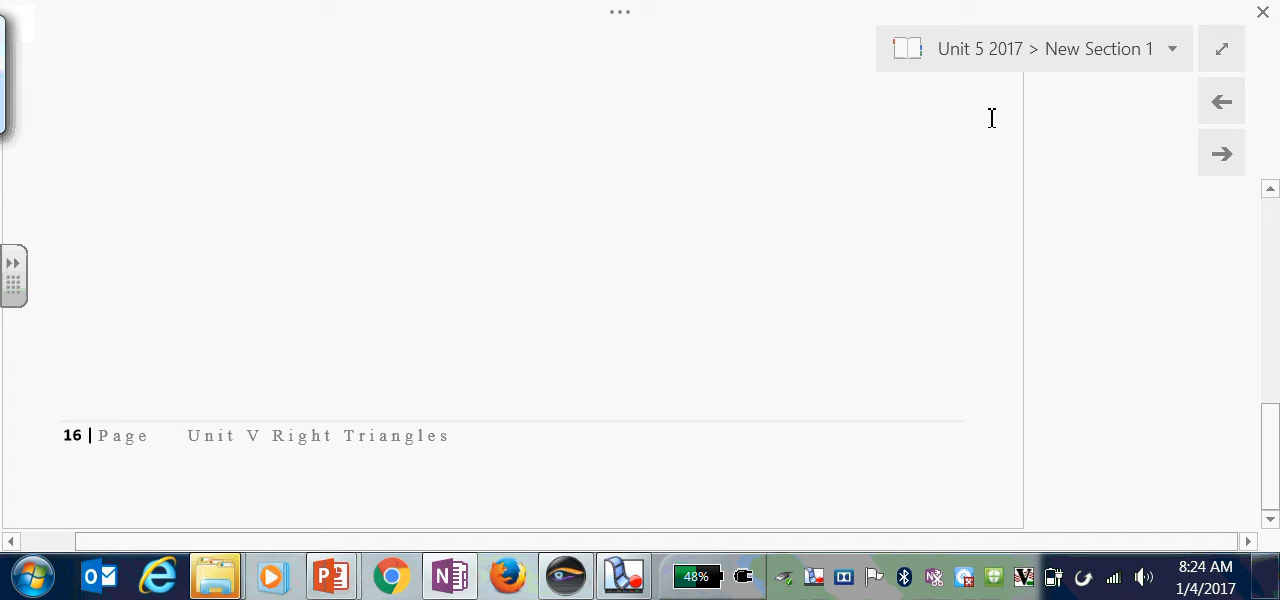 Unit 5 2017 > New Section 1
16 | Page Unit V Right Triangles
48%
8:24 AM
1/4/2017